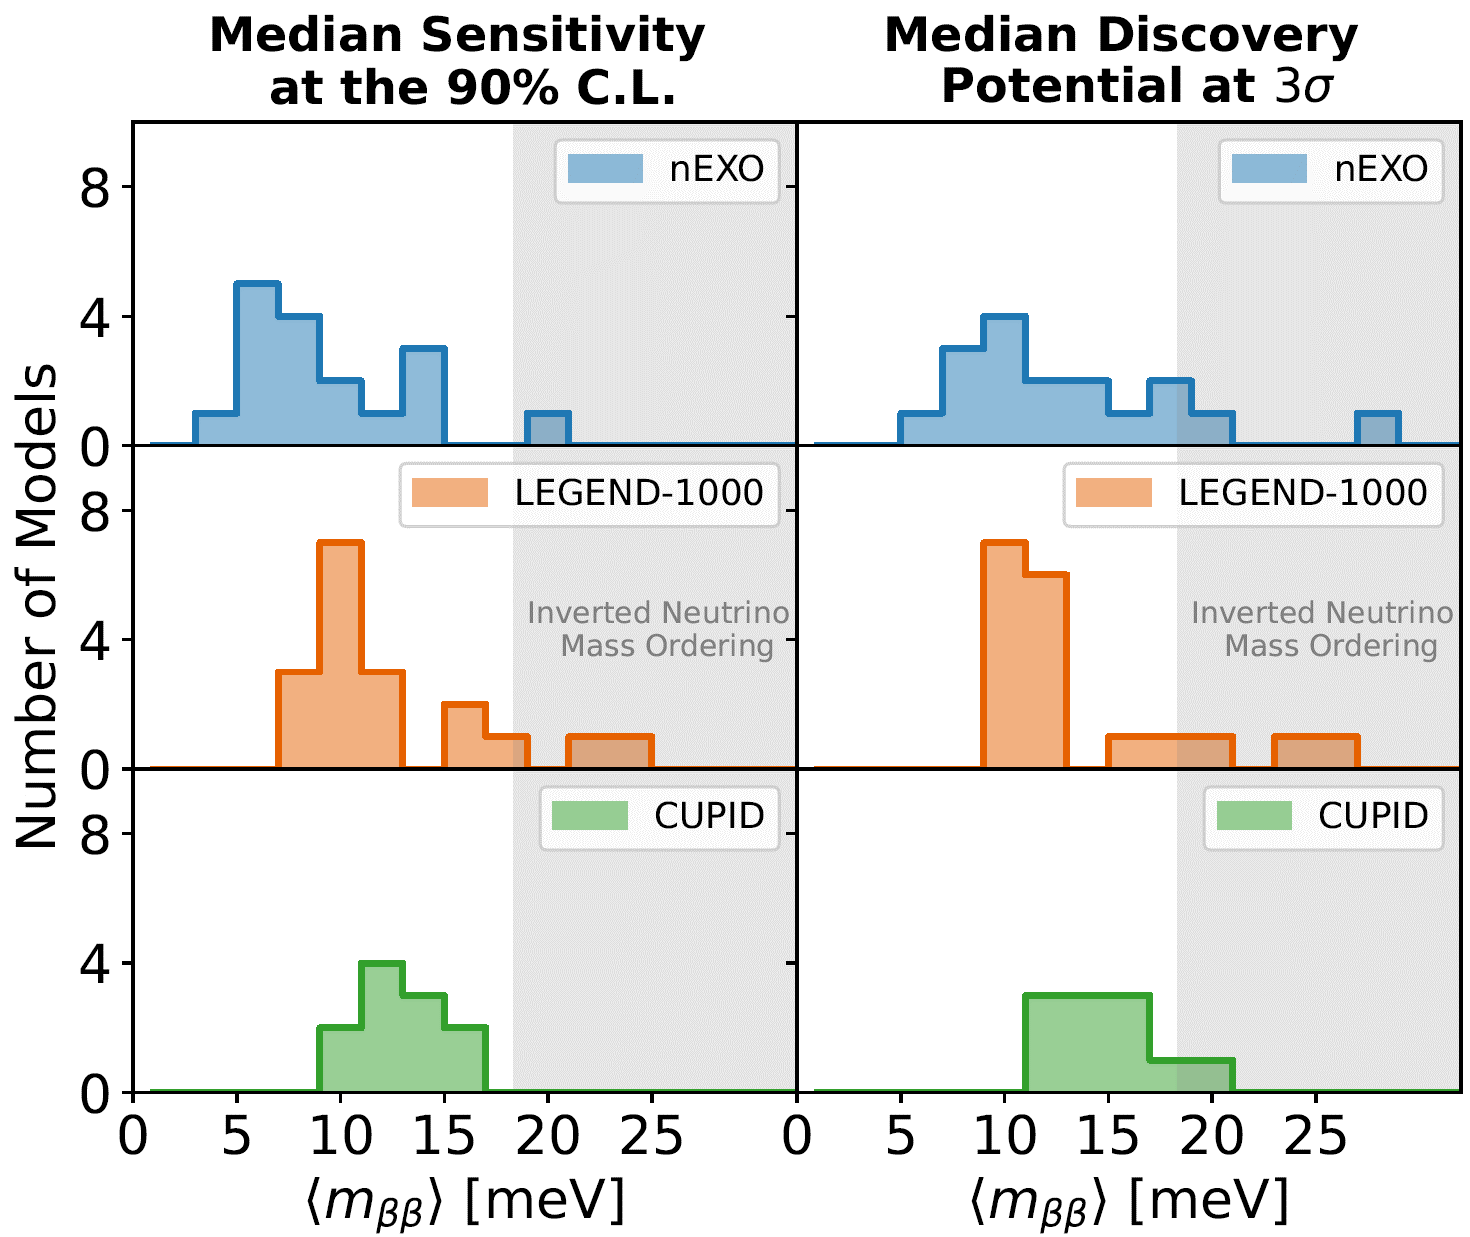 Median Sensitivity
at the 90% C.L.
Median Discovery
Potential at 3σ
Number of Models
8
4
0
nEXO
nEXO
8
4
0
LEGEND-1000
Inverted Neutrino
Mass Ordering
LEGEND-1000
Inverted Neutrino
Mass Ordering
8
4
0
CUPID
CUPID
0 5 10 15 20 25
0 5 10 15 20 25
⟨mββ⟩ [meV]
⟨mββ⟩ [meV]